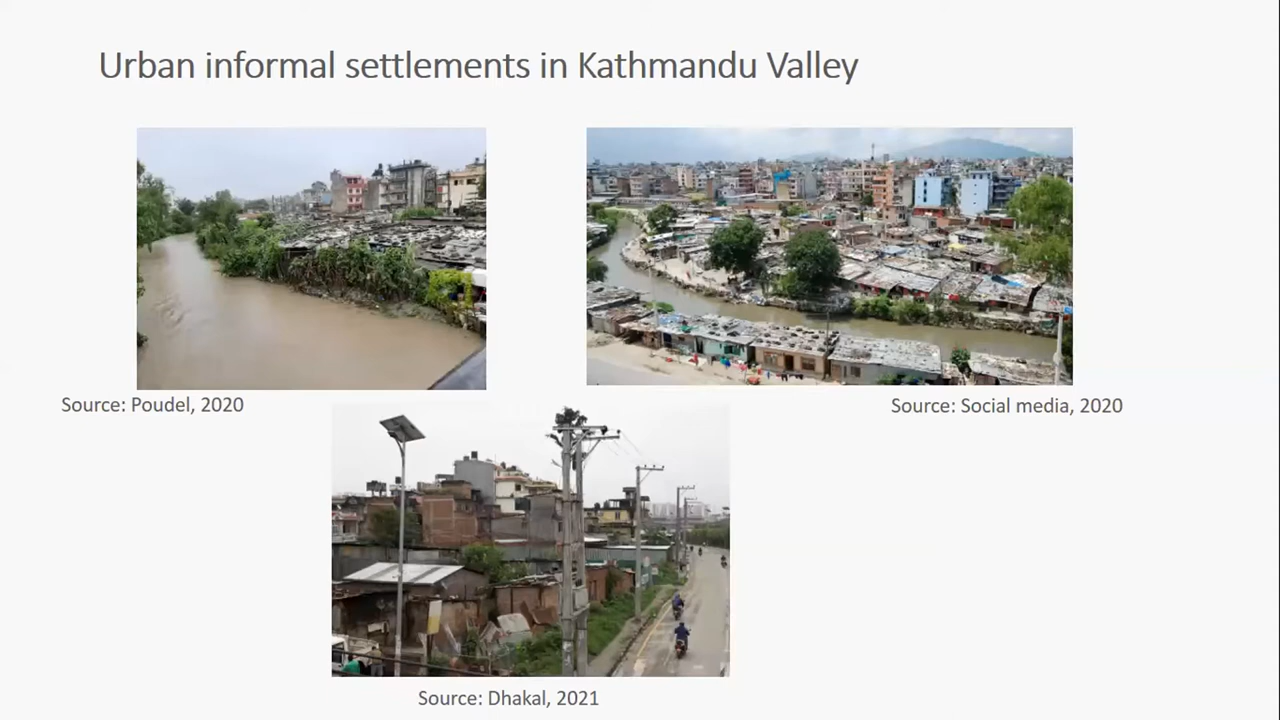 Urban informal settlements in Kathmandu Valley
Source: Poudel, 2020
Source: Social media, 2020
Source: Dhakal, 2021